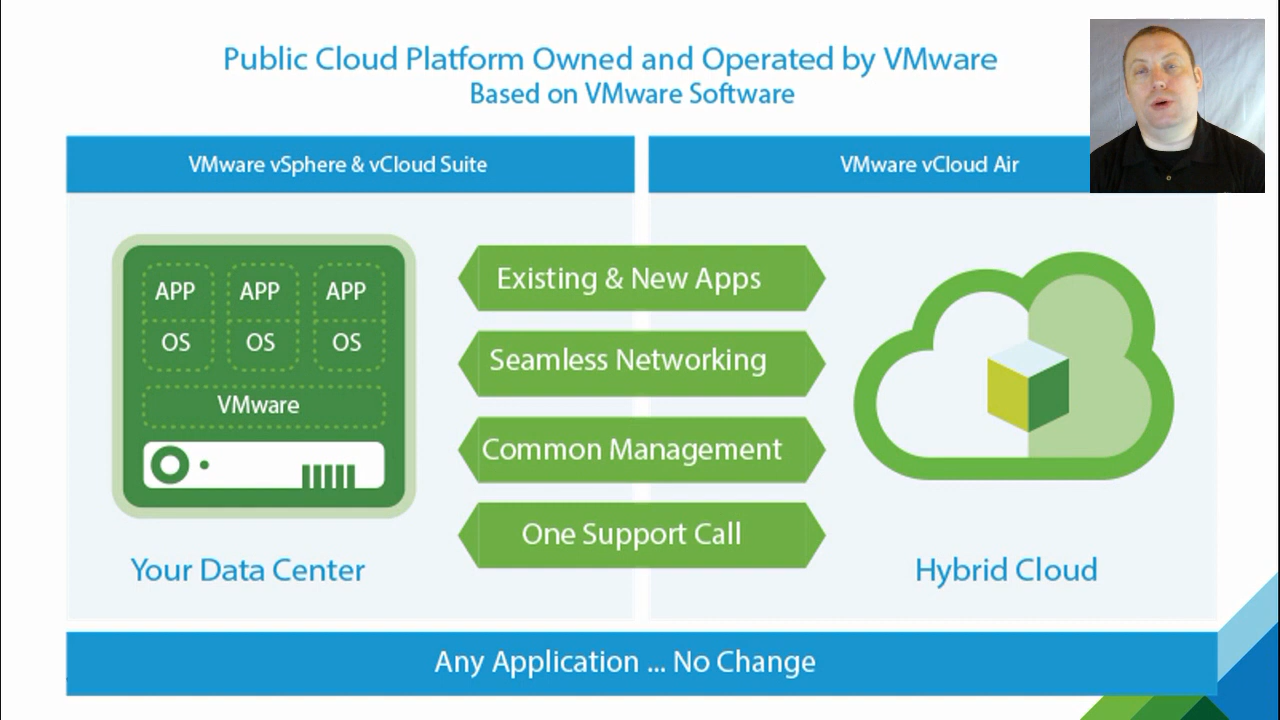 Public Cloud Platform Owned and Operated by VMware
Based on VMware Software
VMware vSphere & vCloud Suite
VMware vCloud Air
APP APP APP
OS OS OS
VMware
Existing & New Apps
Seamless Networking
Common Management
One Support Call
Your Data Center
Hybrid Cloud
Any Application ... No Change